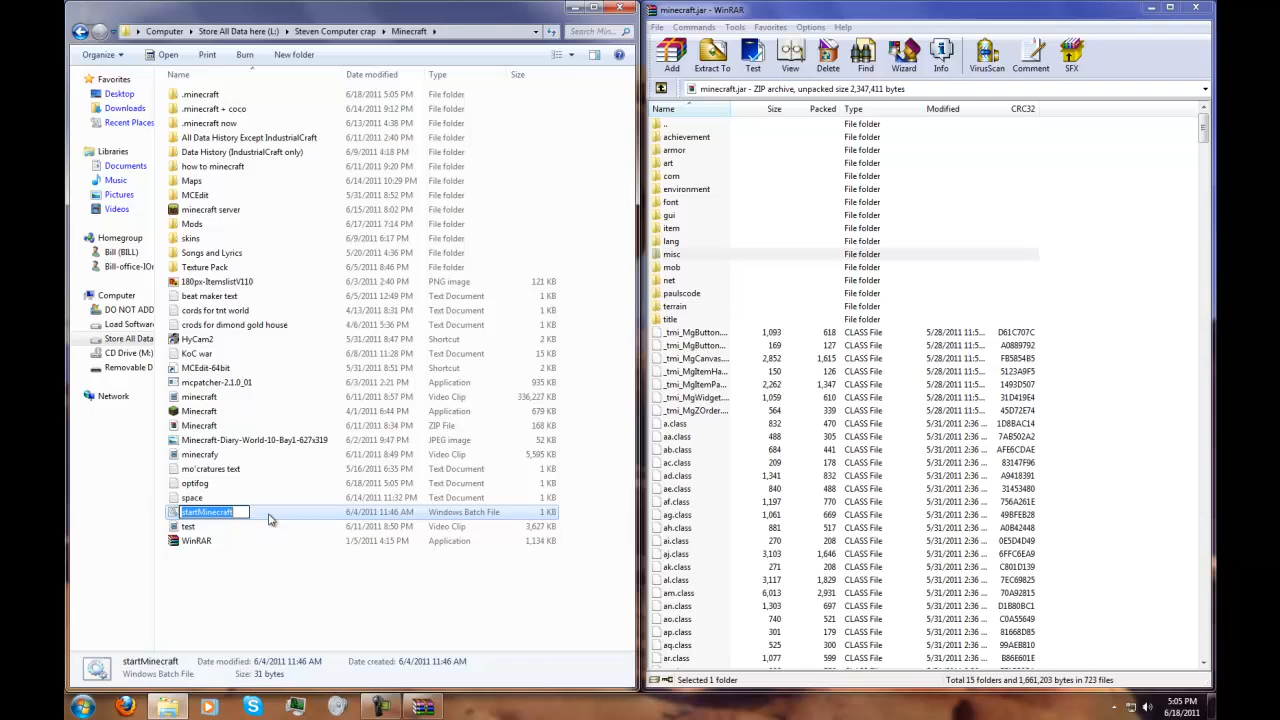 Computer ▸ Store All Data here (L:) ▸ Steven Computer crap ▸ Minecraft ▸
Search Min...
Organize
Open
Print
Burn
New folder
Favorites
Desktop
Downloads
Recent Places
Libraries
Documents
Music
Pictures
Videos
Homegroup
Bill (BILL)
Bill-office-IO
Computer
DO NOT ADD
Load Software
Store All Data
CD Drive (M:)
Removable D
Network
Name Date modified Type Size
.minecraft 6/18/2011 5:05 PM File folder
.minecraft + coco 6/14/2011 9:12 PM File folder
.minecraft now 6/13/2011 4:38 PM File folder
All Data History Except IndustrialCraft 6/11/2011 2:40 PM File folder
Data History (IndustrialCraft only) 6/9/2011 4:18 PM File folder
how to minecraft 6/11/2011 9:20 PM File folder
Maps 6/14/2011 10:29 PM File folder
MCEdit 5/31/2011 8:52 PM File folder
minecraft server 6/15/2011 8:02 PM File folder
Mods 6/17/2011 7:14 PM File folder
skins 6/9/2011 6:17 PM File folder
Songs and Lyrics 5/20/2011 4:36 PM File folder
Texture Pack 6/5/2011 8:46 PM File folder
180px-ItemslistV110 6/3/2011 2:40 PM PNG image 121 KB
beat maker text 6/5/2011 12:49 PM Text Document 1 KB
cords for tnt world 4/13/2011 8:31 PM Text Document 1 KB
crods for dimond gold house 4/6/2011 5:36 PM Text Document 1 KB
HyCam2 5/31/2011 8:47 PM Shortcut 2 KB
KoC war 6/8/2011 11:28 PM Text Document 15 KB
MCEdit-64bit 5/31/2011 8:51 PM Shortcut 2 KB
mcpatcher-2.1.0_01 6/3/2011 2:21 PM Application 935 KB
minecraft 6/11/2011 8:57 PM Video Clip 336,227 KB
Minecraft 4/1/2011 6:44 PM Application 679 KB
Minecraft 6/11/2011 8:34 PM ZIP File 168 KB
Minecraft-Diary-World-10-Bay1-627x319 6/2/2011 9:47 PM JPEG image 52 KB
minecrafy 6/11/2011 8:49 PM Video Clip 5,595 KB
mo'cratures text 5/16/2011 6:35 PM Text Document 1 KB
optifog 6/18/2011 5:05 PM Text Document 1 KB
space 6/14/2011 11:32 PM Text Document 1 KB
startMinecraft 6/4/2011 11:46 AM Windows Batch File 1 KB
test 6/11/2011 8:50 PM Video Clip 3,627 KB
WinRAR 1/5/2011 4:15 PM Application 1,134 KB
startMinecraft Date modified: 6/4/2011 11:46 AM Date created: 6/4/2011 11:46 AM
Windows Batch File Size: 31 bytes
minecraft.jar - WinRAR
File Commands Tools Favorites Options Help
Add Extract To Test View Delete Find Wizard Info VirusScan Comment SFX
minecraft.jar - ZIP archive, unpacked size 2,347,411 bytes
Name Size Packed Type Modified CRC32
.. File folder
achievement File folder
armor File folder
art File folder
com File folder
environment File folder
font File folder
gui File folder
item File folder
lang File folder
misc File folder
mob File folder
net File folder
paulscode File folder
terrain File folder
title File folder
_tmi_MgButton.... 1,093 618 CLASS File 5/28/2011 11:5... D61C707C
_tmi_MgButton.... 169 127 CLASS File 5/28/2011 11:5... A0889792
_tmi_MgCanvas.... 2,852 1,615 CLASS File 5/28/2011 11:5... FB5854B5
_tmi_MgItemHa... 150 126 CLASS File 5/28/2011 11:5... 5123A9F5
_tmi_MgItemPa... 2,262 1,347 CLASS File 5/28/2011 11:5... 1493D507
_tmi_MgWidget.... 1,059 610 CLASS File 5/28/2011 11:5... 31D419E4
_tmi_MgZOrder.... 564 339 CLASS File 5/28/2011 11:5... 45D72E74
a.class 832 470 CLASS File 5/31/2011 2:36 ... 1D8BAC14
aa.class 488 305 CLASS File 5/31/2011 2:36 ... 7AB502A2
ab.class 684 441 CLASS File 5/31/2011 2:36 ... AFE6CDAE
ac.class 209 178 CLASS File 5/31/2011 2:36 ... 83147F96
ad.class 832 495 CLASS File 5/31/2011 2:36 ... A9418391
ae.class 840 488 CLASS File 5/31/2011 2:36 ... 31453480
af.class 1,197 770 CLASS File 5/31/2011 2:36 ... 756A261E
ag.class 1,069 661 CLASS File 5/31/2011 2:36 ... 49BFEB28
ah.class 881 517 CLASS File 5/31/2011 2:36 ... A0B42448
ai.class 271 208 CLASS File 5/31/2011 2:36 ... 0E5D4D49
aj.class 3,103 1,646 CLASS File 5/31/2011 2:36 ... 6FFC6EA9
ak.class 271 208 CLASS File 5/31/2011 2:36 ... C801D139
al.class 3,117 1,829 CLASS File 5/31/2011 2:36 ... 7EC69825
am.class 6,013 2,931 CLASS File 5/31/2011 2:36 ... 70A92815
an.class 1,303 697 CLASS File 5/31/2011 2:36 ... D1B80BC1
ao.class 740 521 CLASS File 5/31/2011 2:36 ... C0A55649
ap.class 301 179 CLASS File 5/31/2011 2:36 ... 81668D85
aq.class 525 300 CLASS File 5/31/2011 2:36 ... 99AEB810
ar.class 1,077 599 CLASS File 5/31/2011 2:36 ... B86E601E
Selected 1 folder Total 15 folders and 1,661,203 bytes in 723 files
5:05 PM
6/18/2011